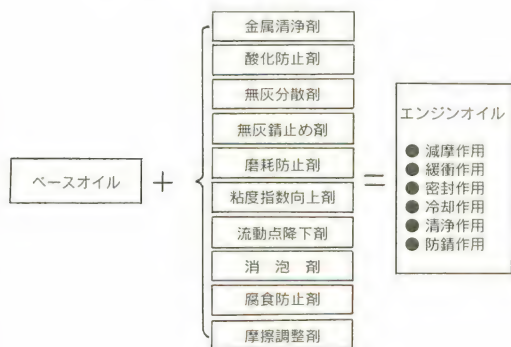 ベースオイル
+
金属清浄剤
酸化防止剤
無灰分散剤
無灰錆止め剤
磨耗防止剤
粘度指数向上剤
流動点降下剤
消泡剤
腐食防止剤
摩擦調整剤
=
エンジンオイル
● 減摩作用
● 緩衝作用
● 密封作用
● 冷却作用
● 清浄作用
● 防錆作用